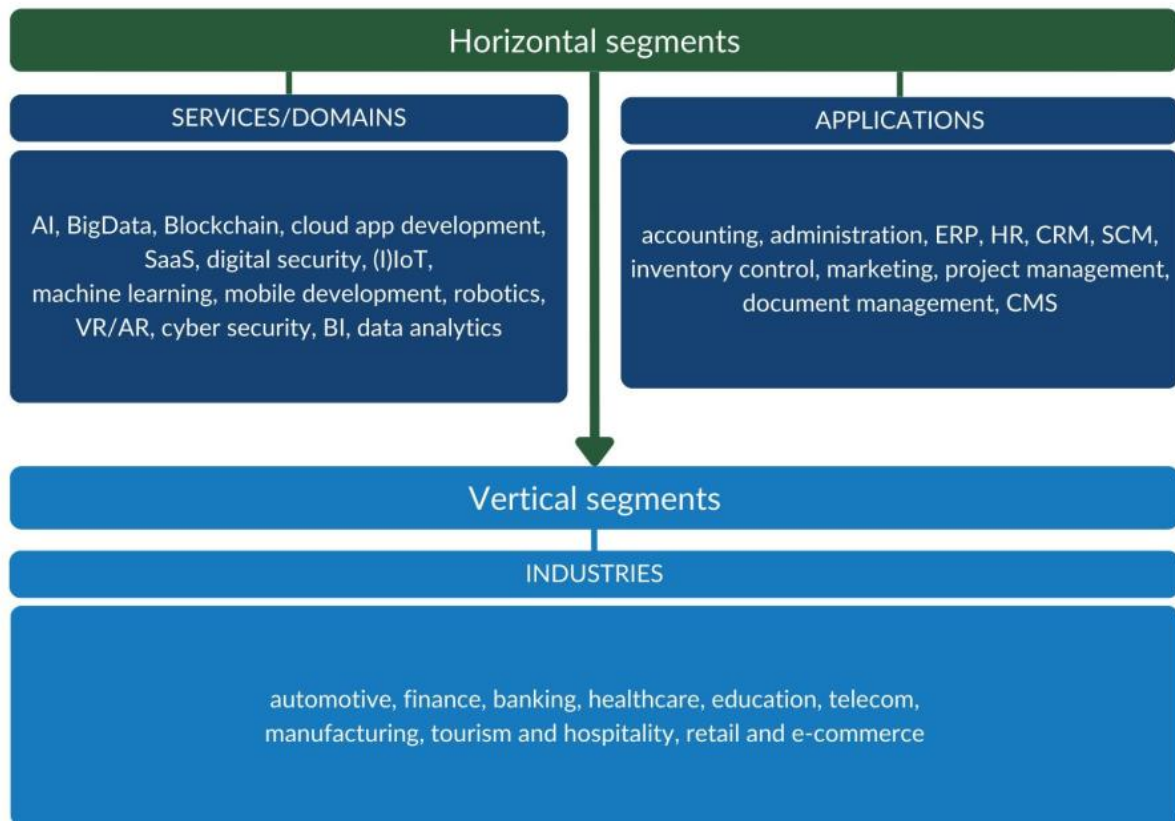 Horizontal segments
SERVICES/DOMAINS
AI, BigData, Blockchain, cloud app development,
SaaS, digital security, (I)IoT,
machine learning, mobile development, robotics,
VR/AR, cyber security, BI, data analytics
APPLICATIONS
accounting, administration, ERP, HR, CRM, SCM,
inventory control, marketing, project management,
document management, CMS
Vertical segments
INDUSTRIES
automotive, finance, banking, healthcare, education, telecom,
manufacturing, tourism and hospitality, retail and e-commerce